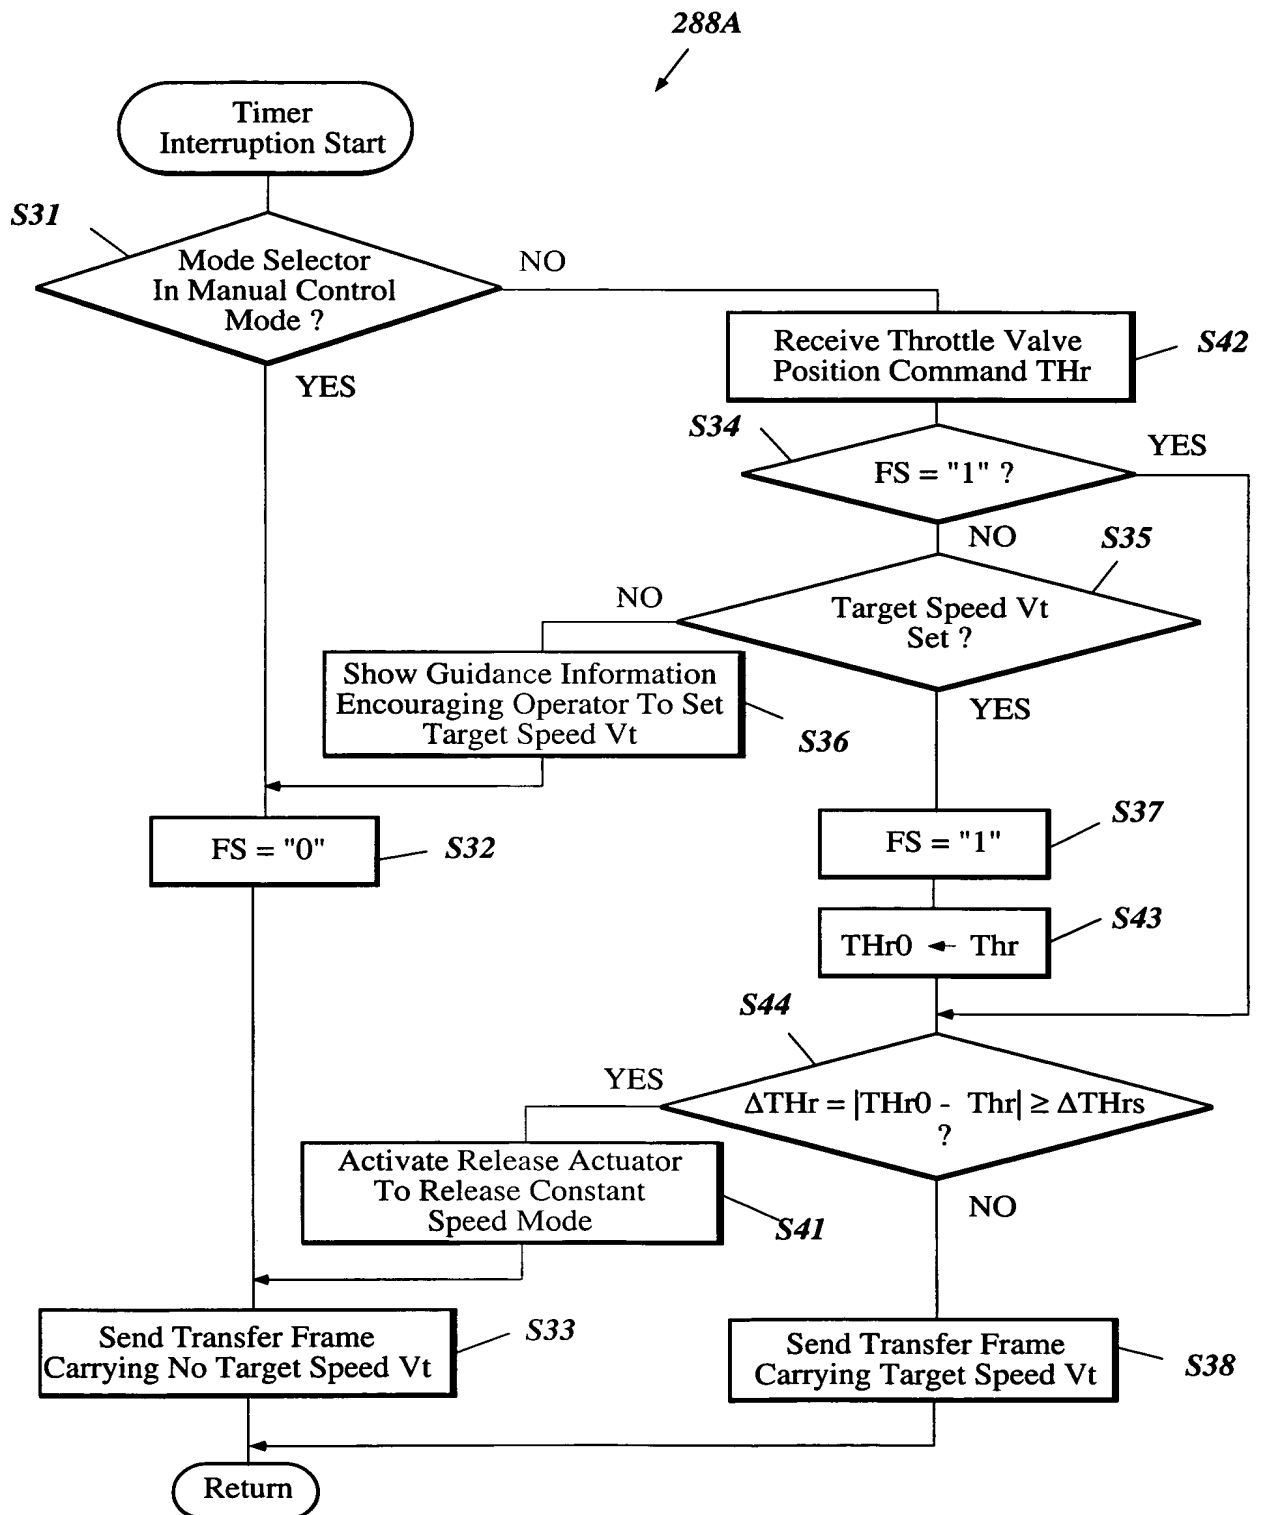 288A
Timer
Interruption Start
S31
Mode Selector
In Manual Control
Mode ?
NO
YES
Receive Throttle Valve
Position Command THr
S42
S34
FS = "1" ?
YES
NO
S35
Target Speed Vt
Set ?
NO
YES
Show Guidance Information
Encouraging Operator To Set
Target Speed Vt
S36
FS = "0"
S32
FS = "1"
S37
THr0 ← Thr
S43
S44
ΔTHr = |THr0 - Thr| ≥ ΔTHrs
?
YES
NO
Activate Release Actuator
To Release Constant
Speed Mode
S41
Send Transfer Frame
Carrying No Target Speed Vt
S33
Send Transfer Frame
Carrying Target Speed Vt
S38
Return